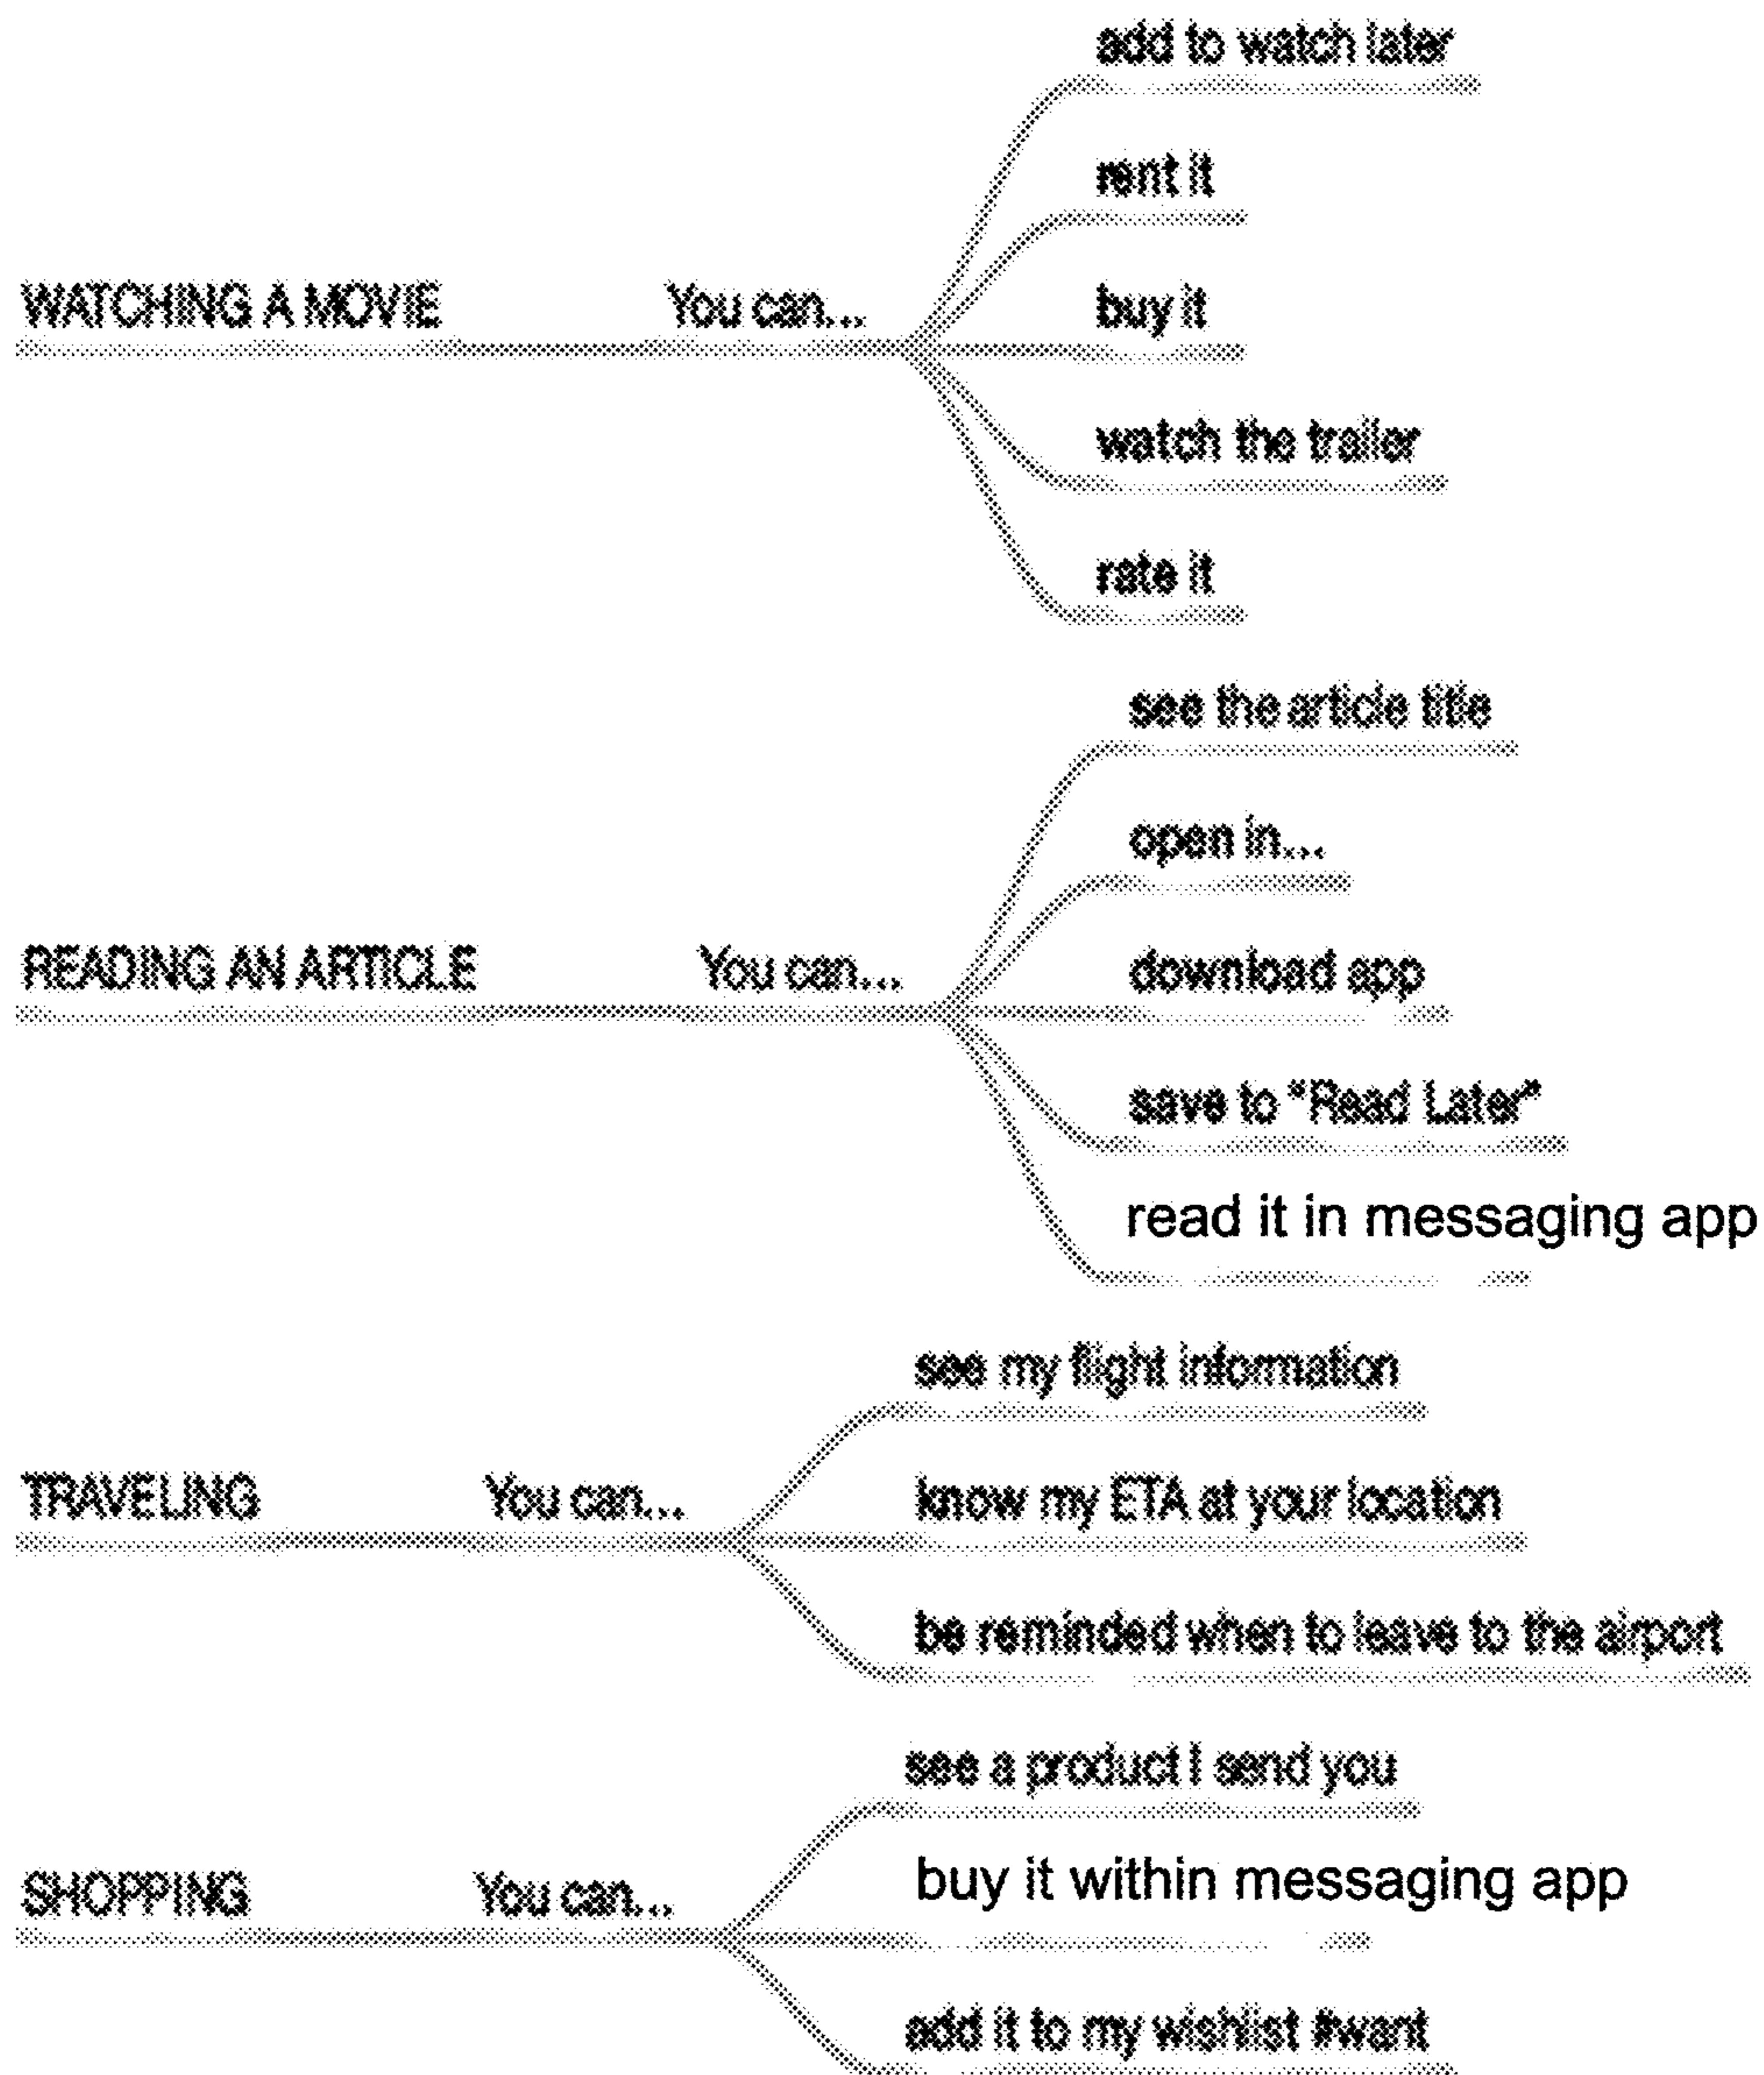 add to watch later
rent it
WATCHING A MOVIE You can... buy it
watch the trailer
rate it
see the article title
open in...
READING AN ARTICLE You can... download app
save to "Read Later"
read it in messaging app
see my flight information
TRAVELING You can... know my ETA at your location
be reminded when to leave to the airport
see a product I send you
SHOPPING You can... buy it within messaging app
add it to my wishlist #want